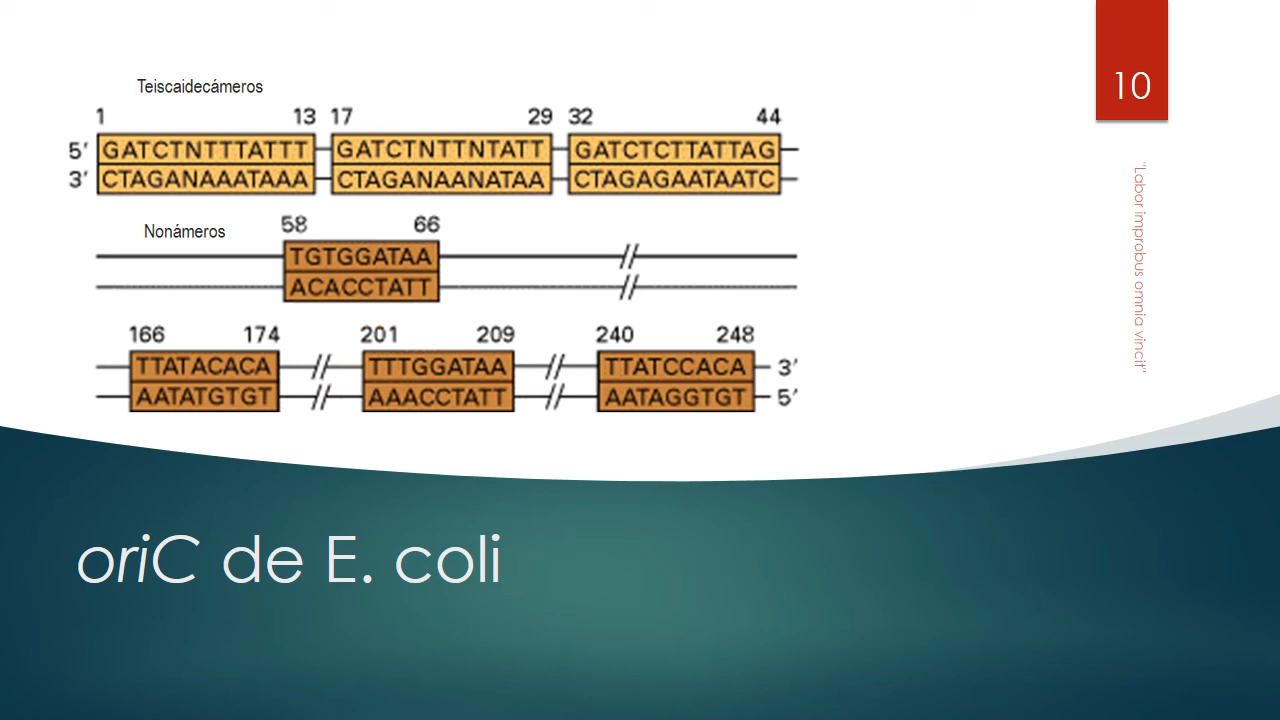 10
Teiscaidecámeros
1 13 17 29 32 44
5' GATCTNTTTATTT GATCTNTTNTATT GATCTCTTATTAG
3' CTAGANAAATAAA CTAGANAANATAA CTAGAGAATAATC
Nonámeros
58 66
TGTGGATAA
ACACCTATT
166 174 201 209 240 248
TTATACACA TTTGGATAA TTATCCACA 3'
AATATGTGT AAACCTATT AATAGGTGT 5'
"Labor improbus omnia vincit"
oriC de E. coli